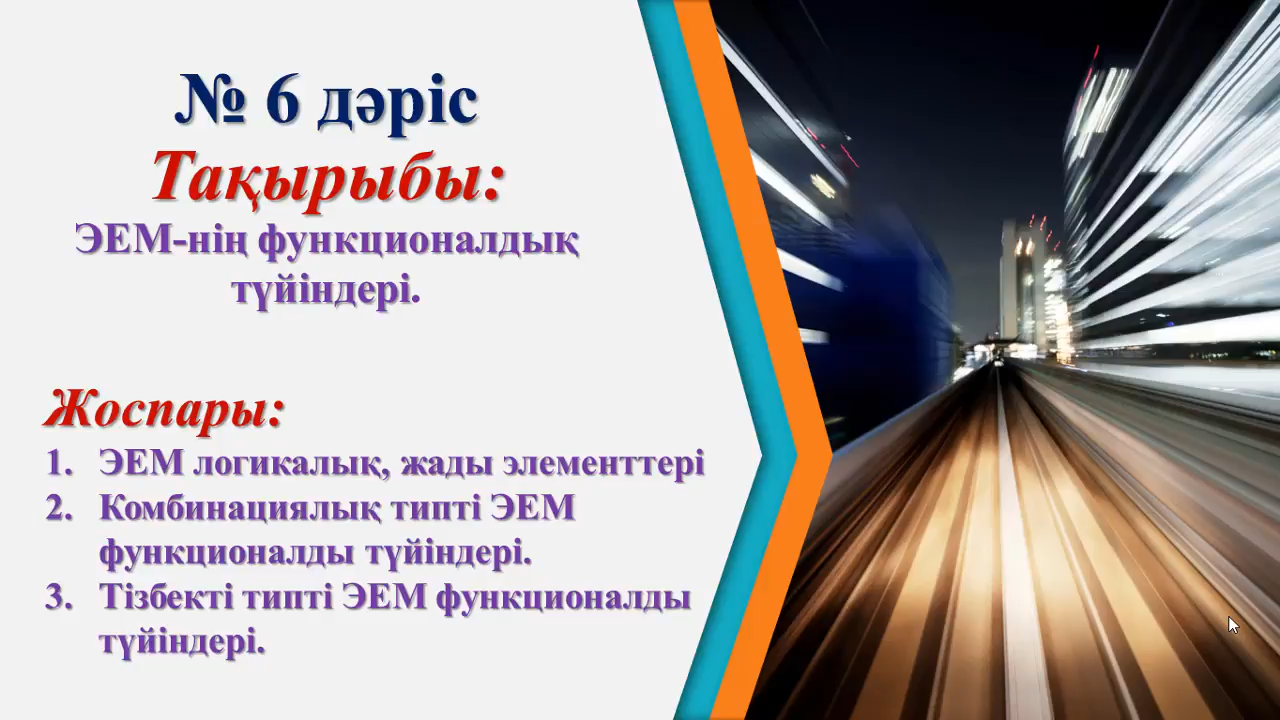 № 6 дәріс
Тақырыбы:
ЭЕМ-нің функционалдық
түйіндері.
Жоспары:
1. ЭЕМ логикалық, жады элементтері
2. Комбинациялық типті ЭЕМ
функционалды түйіндері.
3. Тізбекті типті ЭЕМ функционалды
түйіндері.